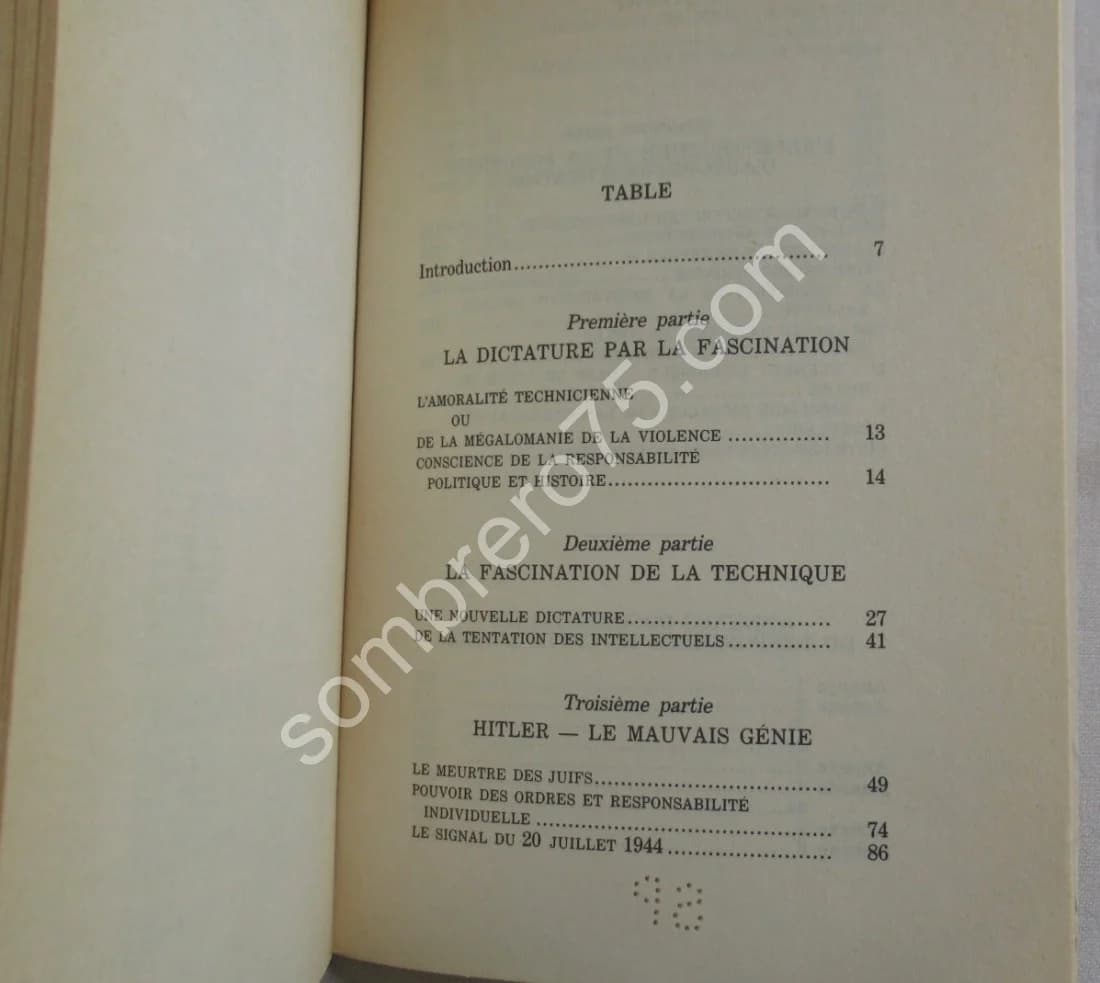 TABLE
Introduction.................................................. 7
Première partie
LA DICTATURE PAR LA FASCINATION
L'AMORALITÉ TECHNICIENNE
OU
DE LA MÉGALOMANIE DE LA VIOLENCE ............... 13
CONSCIENCE DE LA RESPONSABILITÉ
POLITIQUE ET HISTOIRE................................. 14
Deuxième partie
LA FASCINATION DE LA TECHNIQUE
UNE NOUVELLE DICTATURE.............................. 27
DE LA TENTATION DES INTELLECTUELS............... 41
Troisième partie
HITLER — LE MAUVAIS GÉNIE
LE MEURTRE DES JUIFS................................... 49
POUVOIR DES ORDRES ET RESPONSABILITÉ
INDIVIDUELLE ............................................ 74
LE SIGNAL DU 20 JUILLET 1944........................ 86
sombrero75.com